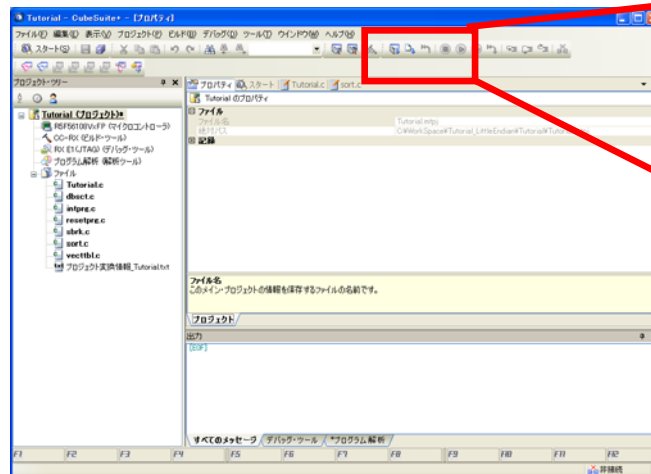 Tutorial - CubeSuite+ - [プロパティ]
ファイル(F) 編集(E) 表示(V) プロジェクト(P) ビルド(B) デバッグ(D) ツール(T) ウインドウ(W) ヘルプ(H)
スタート(S)
プロジェクト・ツリー
Tutorial (プロジェクト)*
R5F56108VxFP (マイクロコントローラ)
CC-RX (ビルド・ツール)
RX E1(JTAG) (デバッグ・ツール)
プログラム解析 (解析ツール)
ファイル
Tutorial.c
dbsct.c
intprg.c
resetprg.c
sbrk.c
sort.c
vecttbl.c
プロジェクト変換情報_Tutorial.txt
プロパティ スタート Tutorial.c sort.c
Tutorial のプロパティ
ファイル
ファイル名 Tutorial.mtpj
絶対パス
記録
ファイル名
このメイン・プロジェクトの情報を保存するファイルの名前です。
プロジェクト
出力
[EOF]
すべてのメッセージ デバッグ・ツール *プログラム解析
F1 F2 F3 F4 F5 F6 F7 F8 F9 F10 F11 F12
非接続